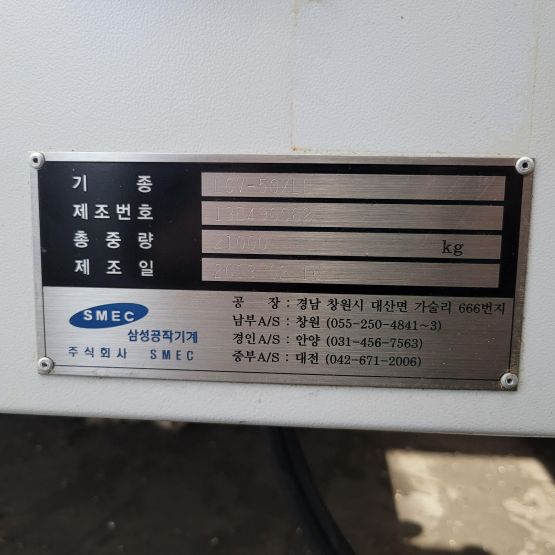 기 종
제조번호
총중량 21000 kg
제조일
SMEC
삼성공작기계
주식회사 SMEC
공 장 : 경남 창원시 대산면 가술리 666번지
남부A/S : 창원 (055-250-4841~3)
경인A/S : 안양 (031-456-7563)
중부A/S : 대전 (042-671-2006)